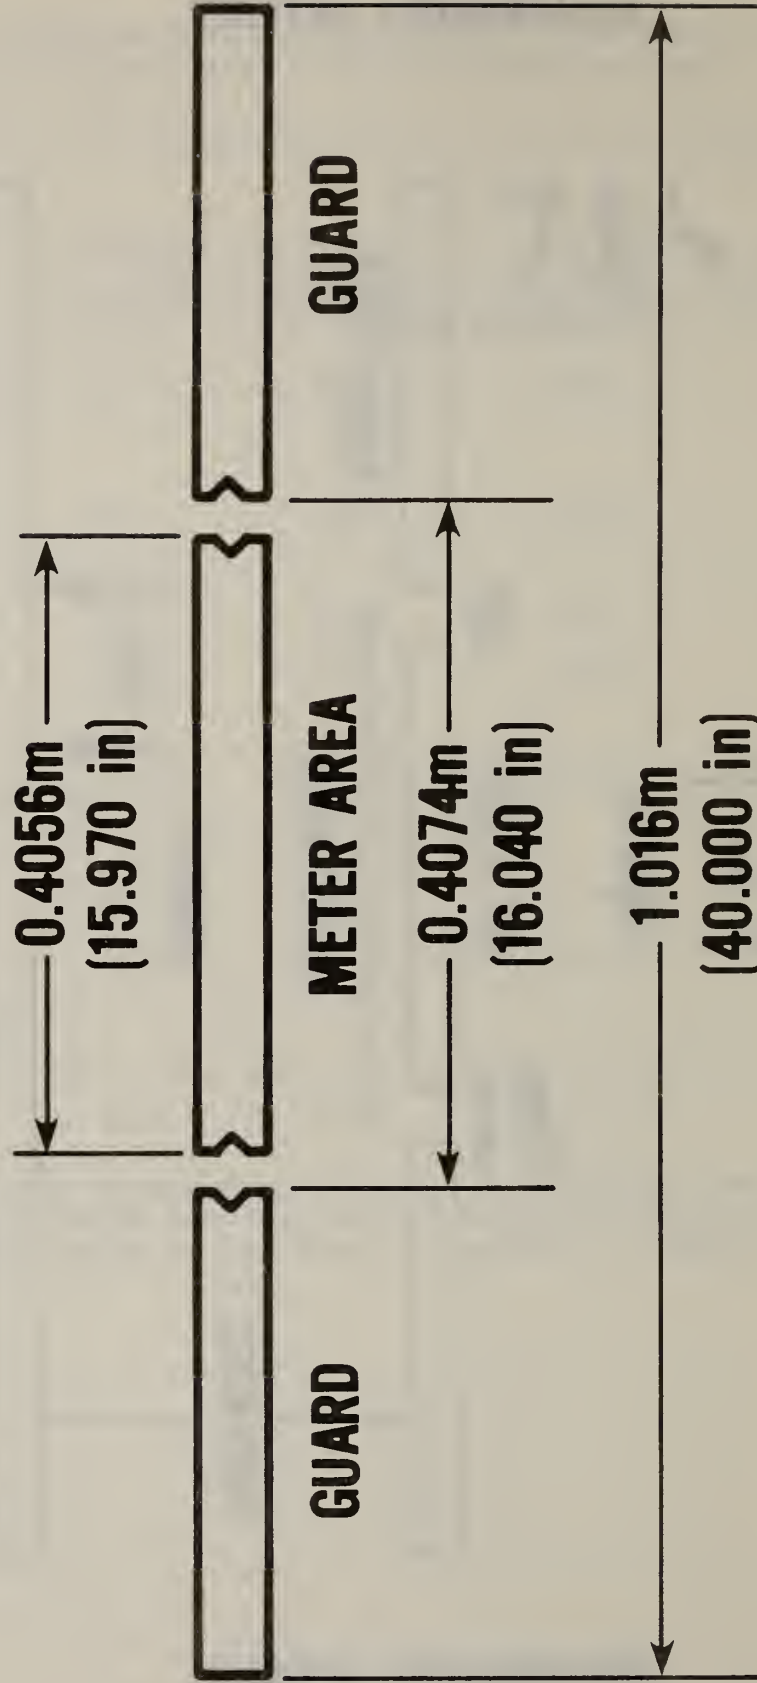 0.4056m
(15.970 in)
GUARD
METER AREA
GUARD
0.4074m
(16.040 in)
1.016m
(40.000 in)